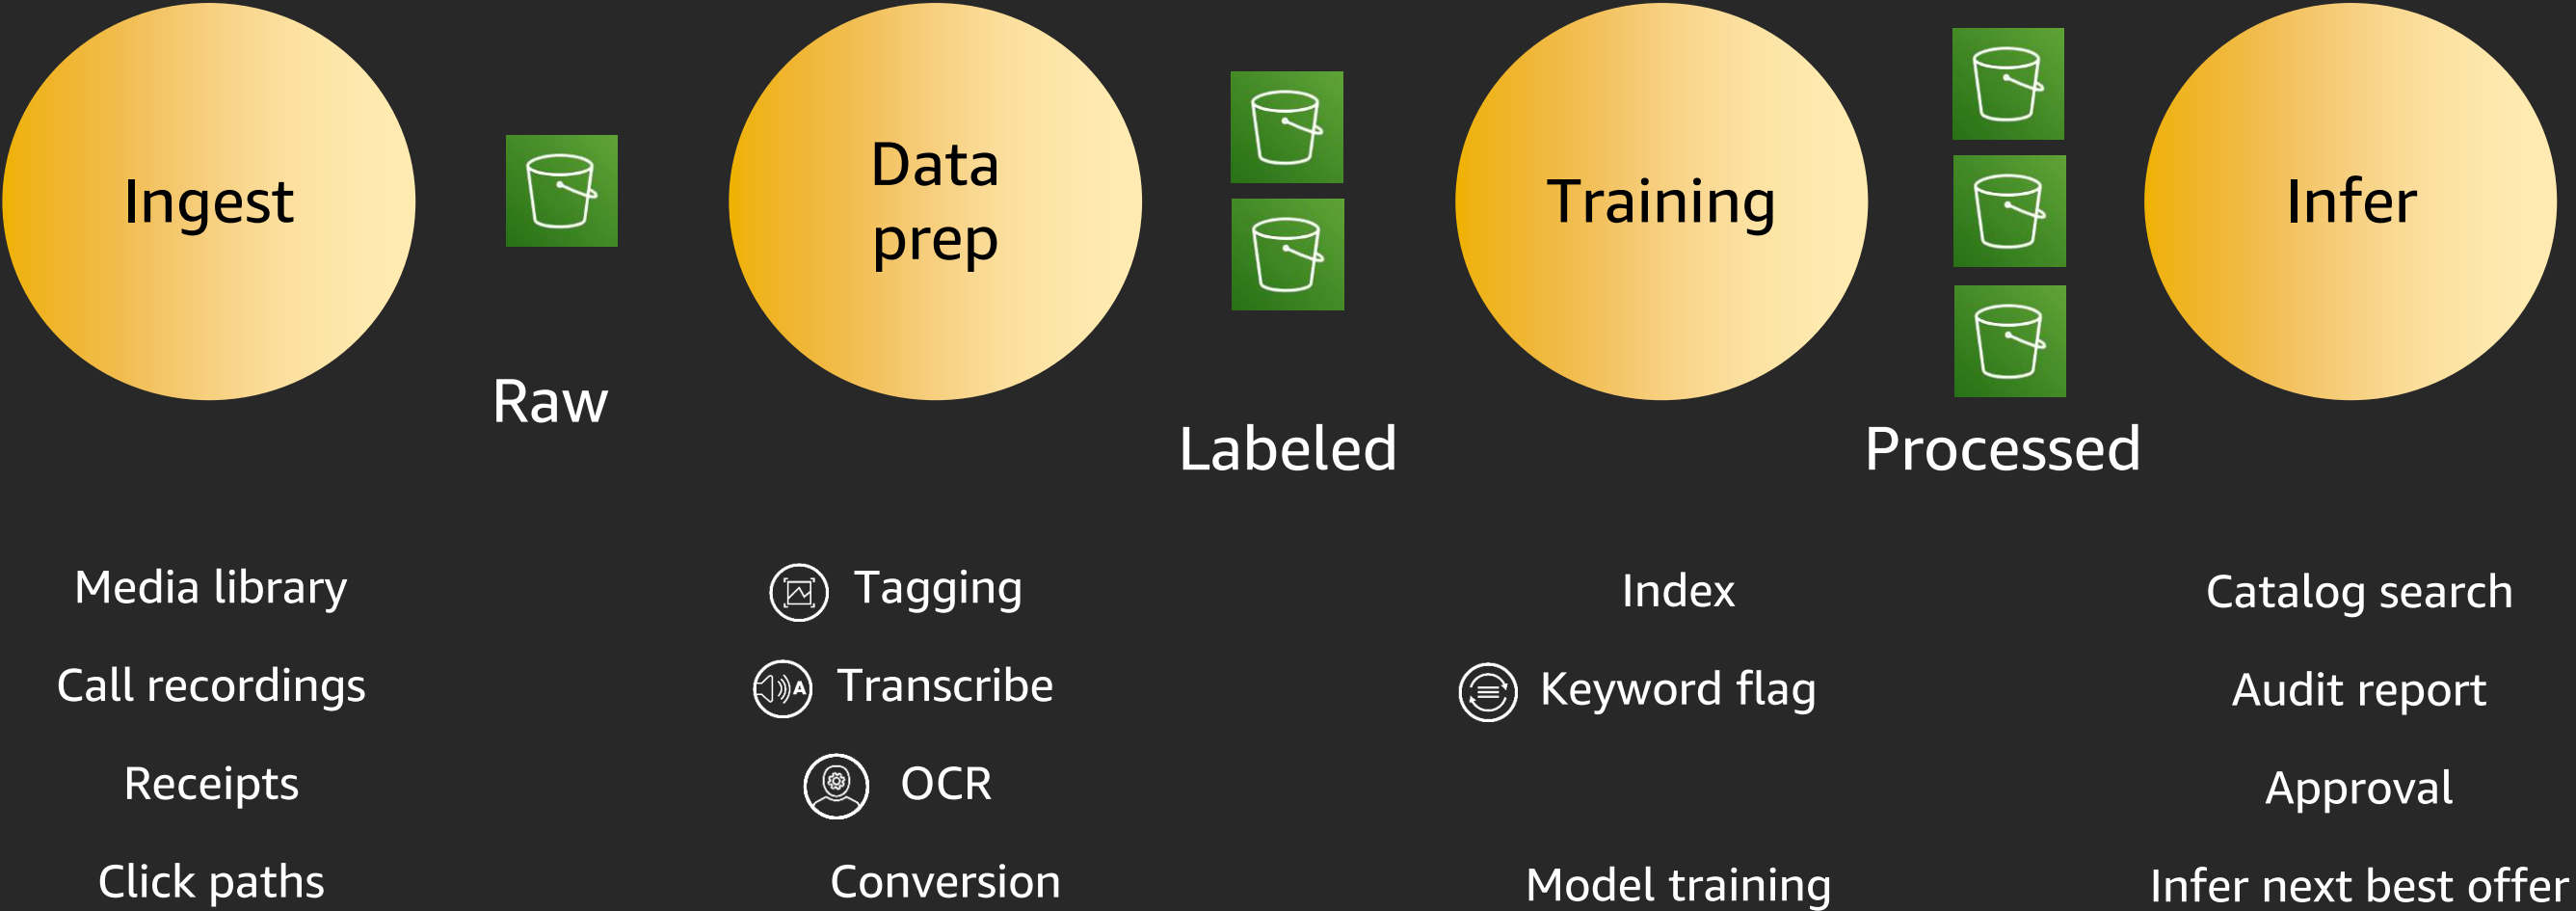 Ingest
Data
prep
Training
Infer
Raw
Labeled
Processed
Media library
Tagging
Index
Catalog search
Call recordings
Transcribe
Keyword flag
Audit report
Receipts
OCR
Approval
Click paths
Conversion
Model training
Infer next best offer